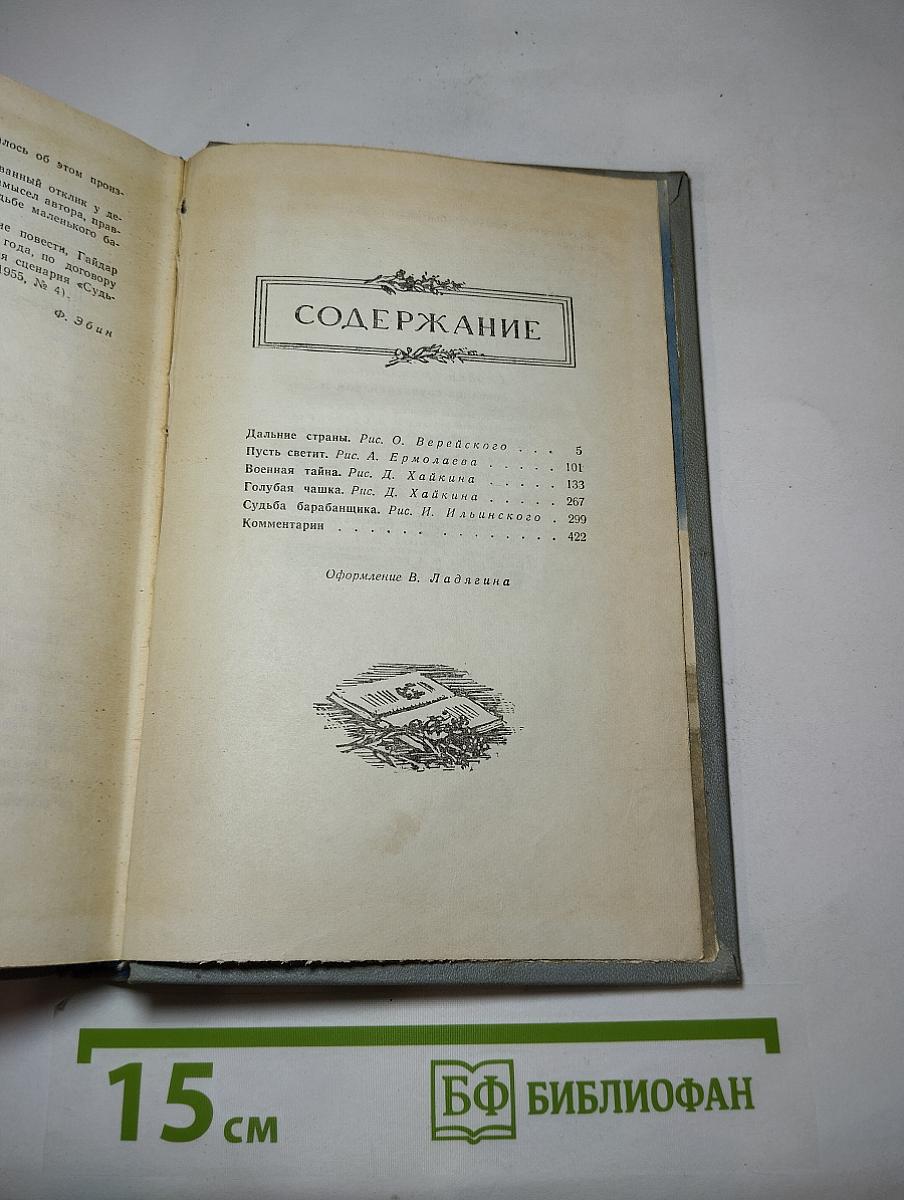 лось об этом произ-
ванный отклик у де-
амысел автора, прав-
дьбе маленького ба-
ие повести, Гайдар
года, по договору
я сценария «Судь-
1955, № 4).
Ф. Эбин
СОДЕРЖАНИЕ
Дальние страны. Рис. О. Верейского . . . 5
Пусть светит. Рис. А. Ермолаева . . . . . 101
Военная тайна. Рис. Д. Хайкина . . . . . 133
Голубая чашка. Рис. Д. Хайкина . . . . . 267
Судьба барабанщика. Рис. И. Ильинского . 299
Комментарии . . . . . . . . . . . . . 422
Оформление В. Ладягина
15 см
БФ БИБЛИОФАН